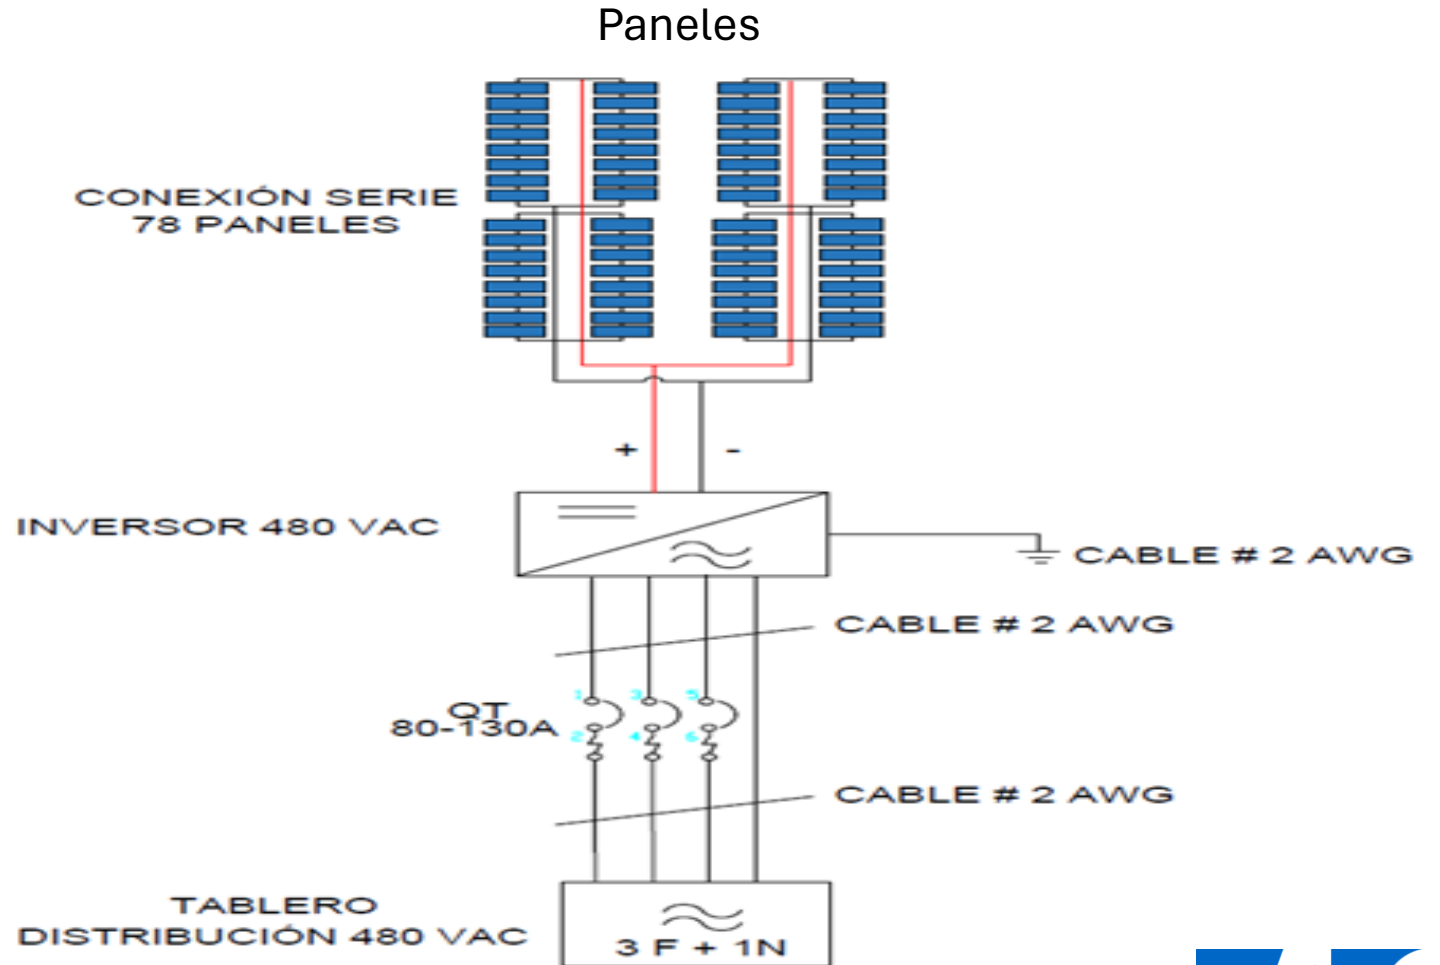 Paneles
CONEXIÓN SERIE
78 PANELES
+
-
INVERSOR 480 VAC
CABLE # 2 AWG
CABLE # 2 AWG
1
3
5
QT
80-130A
2
4
6
CABLE # 2 AWG
TABLERO
DISTRIBUCIÓN 480 VAC
3 F + 1N